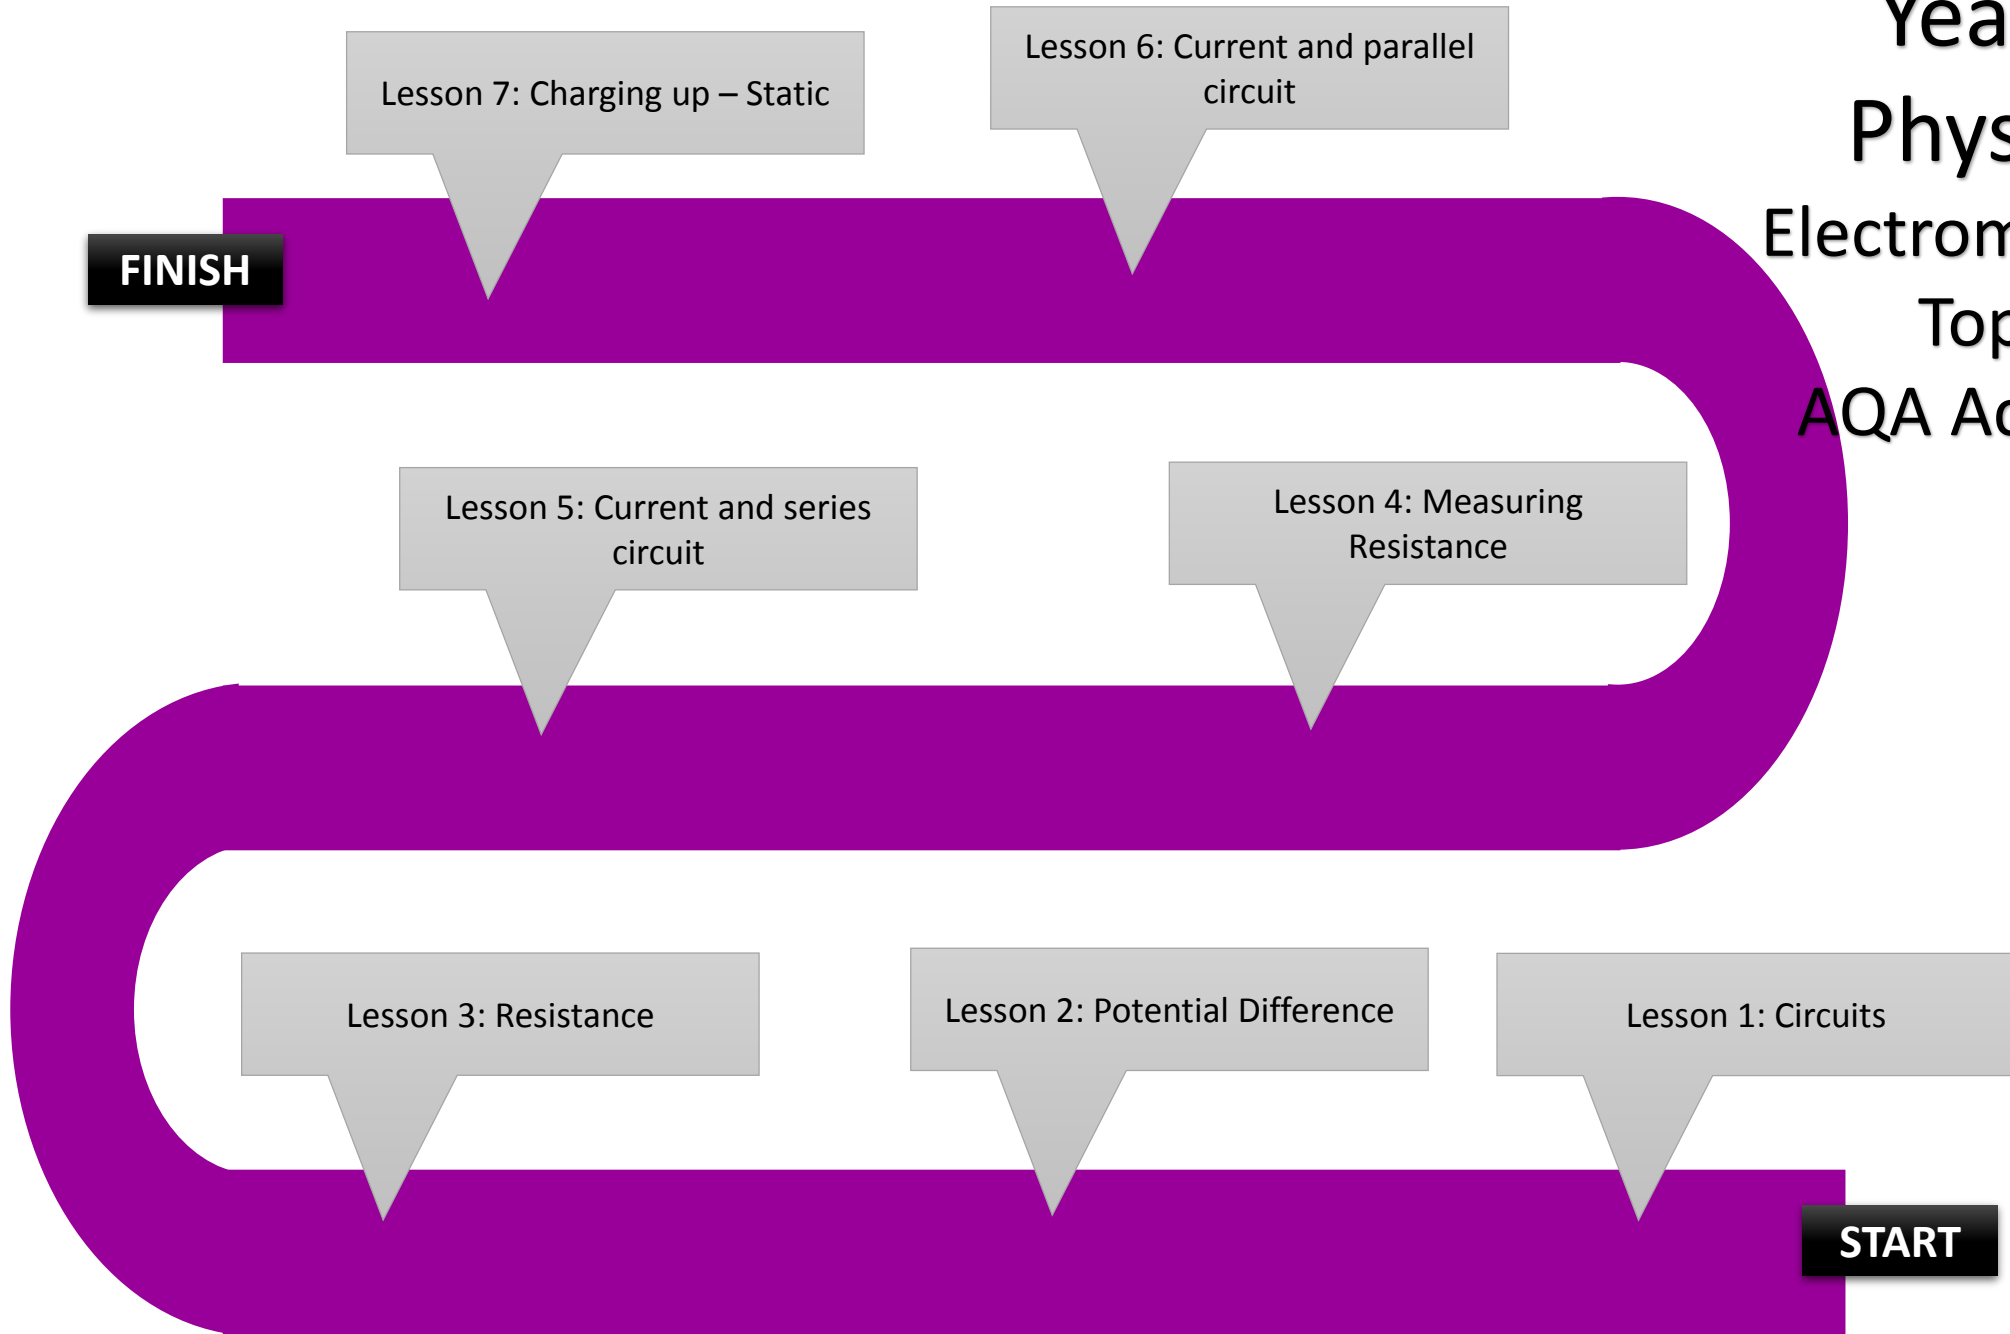 Lesson 7: Charging up – Static
Lesson 6: Current and parallel
circuit
FINISH
Lesson 5: Current and series
circuit
Lesson 4: Measuring
Resistance
Lesson 3: Resistance
Lesson 2: Potential Difference
Lesson 1: Circuits
START
AQA